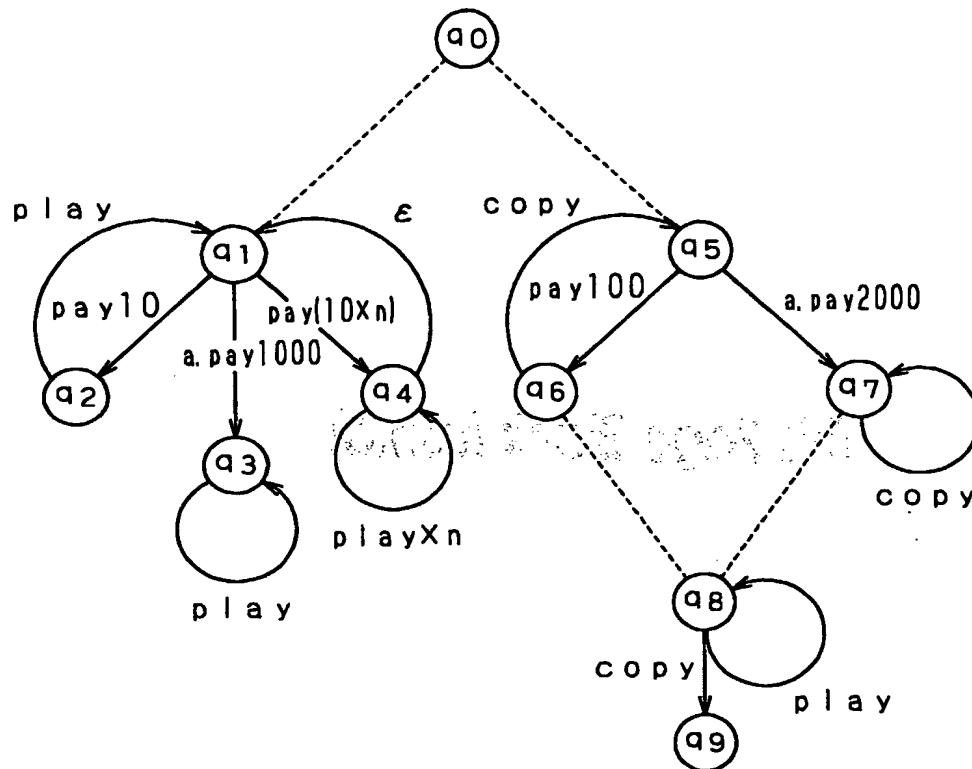 q0
play
ε
copy
q1
q5
pay10
pay(10Xn)
a.pay1000
pay100
a.pay2000
q2
q4
q6
q7
q3
playXn
copy
play
q8
copy
play
q9